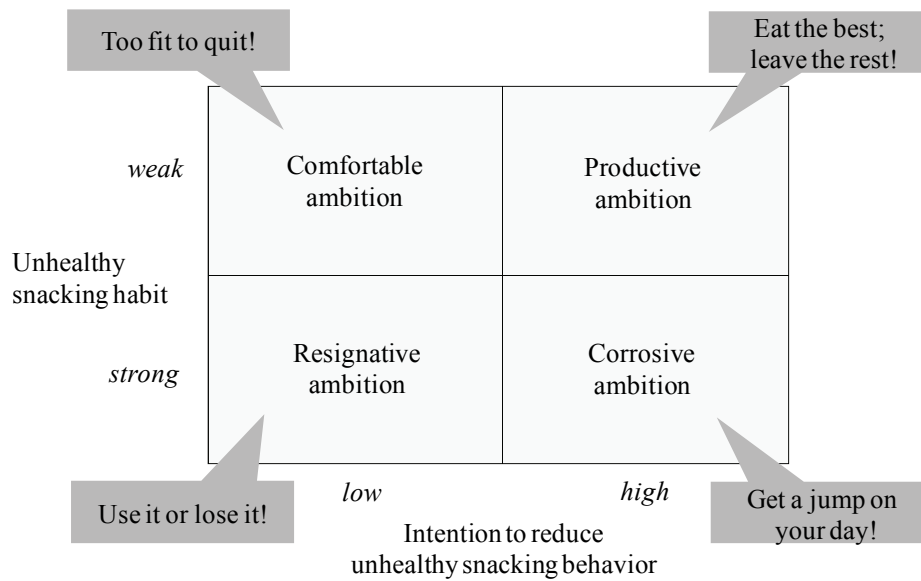 Too fit to quit!
Eat the best;
leave the rest!
weak
Comfortable
ambition
Productive
ambition
Unhealthy
snacking habit
strong
Resignative
ambition
Corrosive
ambition
Use it or lose it!
low
high
Get a jump on
your day!
Intention to reduce
unhealthy snacking behavior